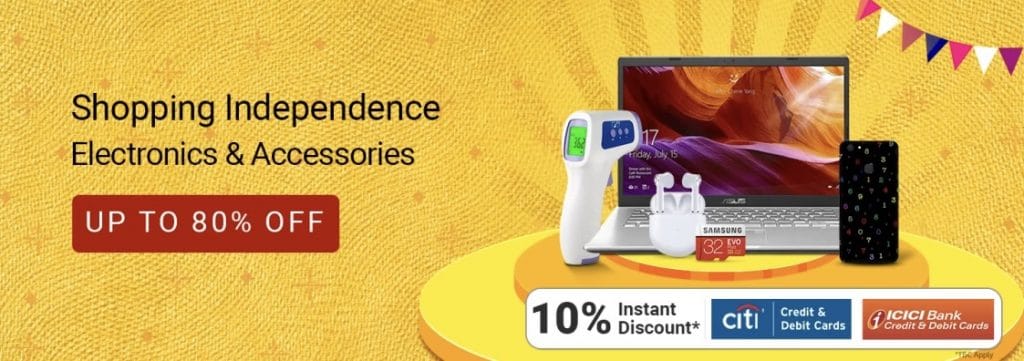 Shopping Independence
Electronics & Accessories
UP TO 80% OFF
17
Friday, July 15
ASUS
SAMSUNG
32 EVO
10% Instant Discount*
citi Credit & Debit Cards
ICICI Bank
Credit & Debit Cards
*T&C Apply